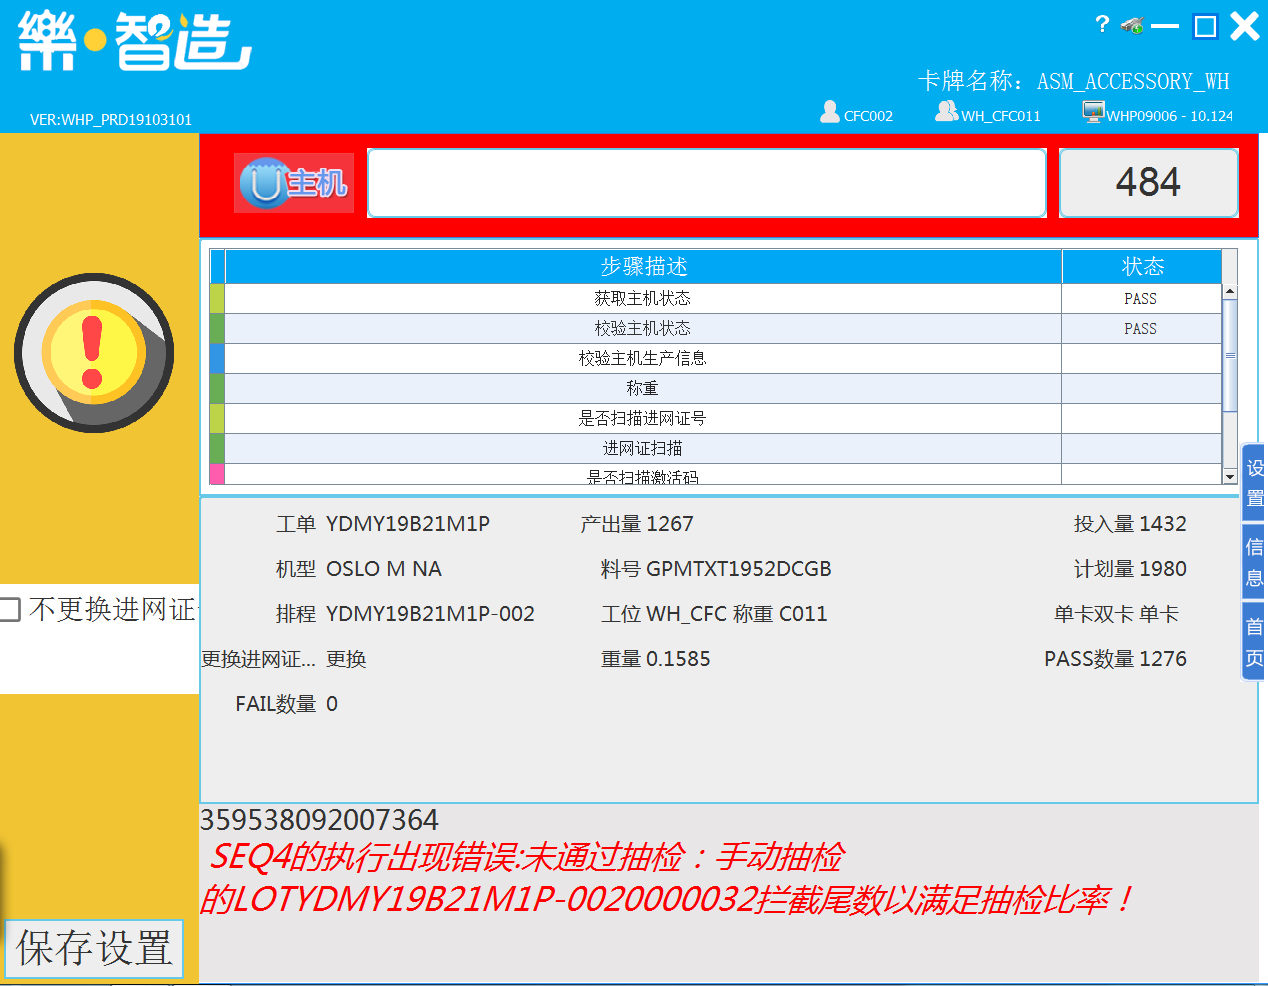 樂·智造
?
卡牌名称: ASM_ACCESSORY_WH
VER:WHP_PRD19103101
CFC002
WH_CFC011
WHP09006 - 10.124
主机
484
步骤描述 状态
获取主机状态 PASS
校验主机状态 PASS
校验主机生产信息
称重
是否扫描进网证号
进网证扫描
是否扫描激活码
设置
信息
首页
工单 YDMY19B21M1P 产出量 1267 投入量 1432
机型 OSLO M NA 料号 GPMTXT1952DCGB 计划量 1980
不更换进网证
排程 YDMY19B21M1P-002 工位 WH_CFC 称重 C011 单卡双卡 单卡
更换进网证... 更换 重量 0.1585 PASS数量 1276
FAIL数量 0
359538092007364
SEQ4的执行出现错误:未通过抽检：手动抽检
的LOTYDMY19B21M1P-0020000032拦截尾数以满足抽检比率！
保存设置